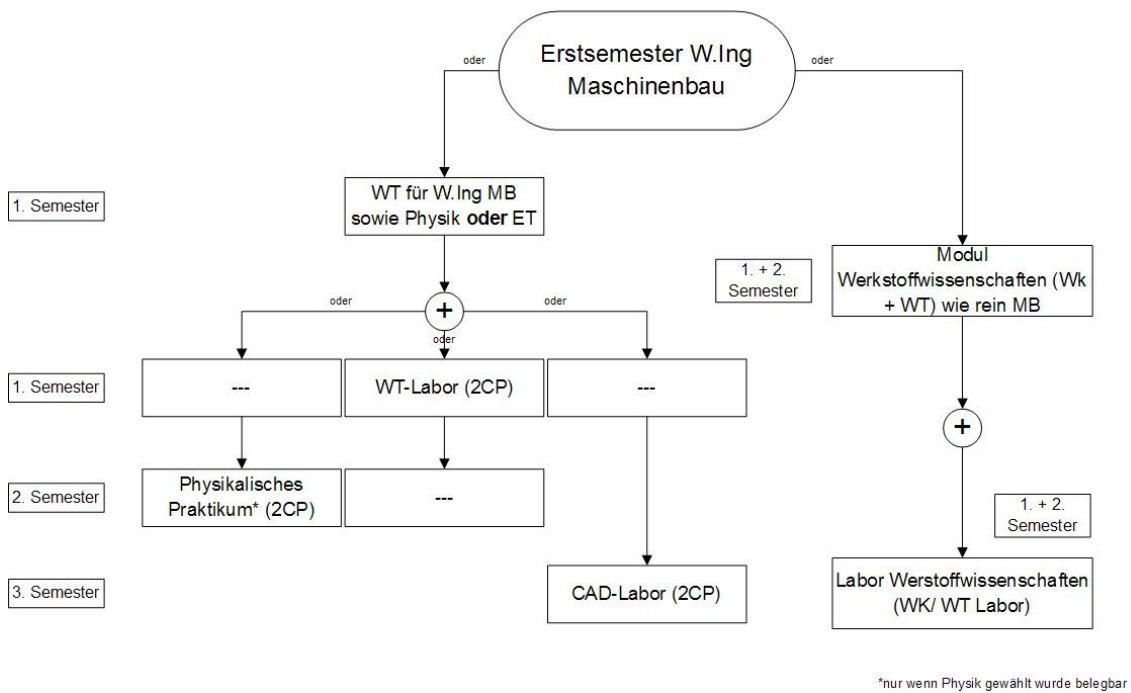 Erstsemester W.Ing
Maschinenbau
oder
oder
1. Semester
WT für W.Ing MB
sowie Physik oder ET
1. + 2.
Semester
Modul
Werkstoffwissenschaften (Wk
+ WT) wie rein MB
oder
+
oder
oder
1. Semester
---
WT-Labor (2CP)
---
+
2. Semester
Physikalisches
Praktikum* (2CP)
---
1. + 2.
Semester
3. Semester
CAD-Labor (2CP)
Labor Werstoffwissenschaften
(WK/ WT Labor)
*nur wenn Physik gewählt wurde belegbar